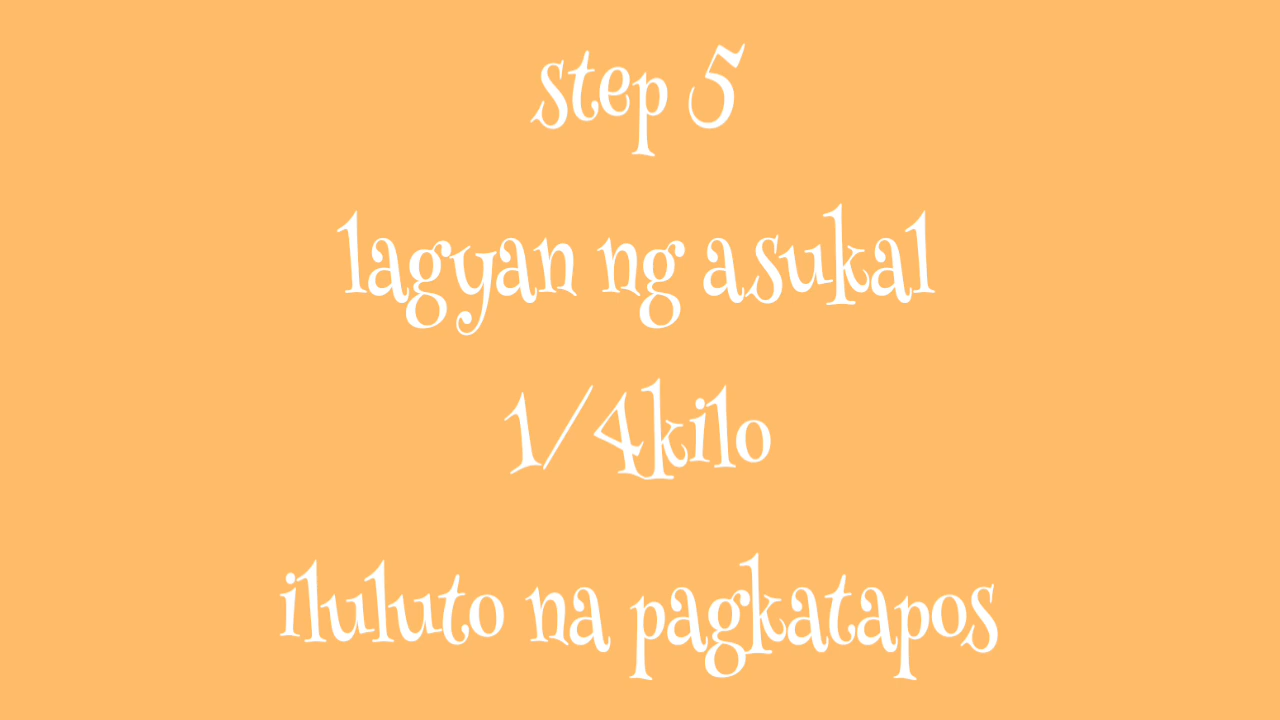 step 5
lagyan ng asukal
1/4kilo
iluluto na pagkatapos